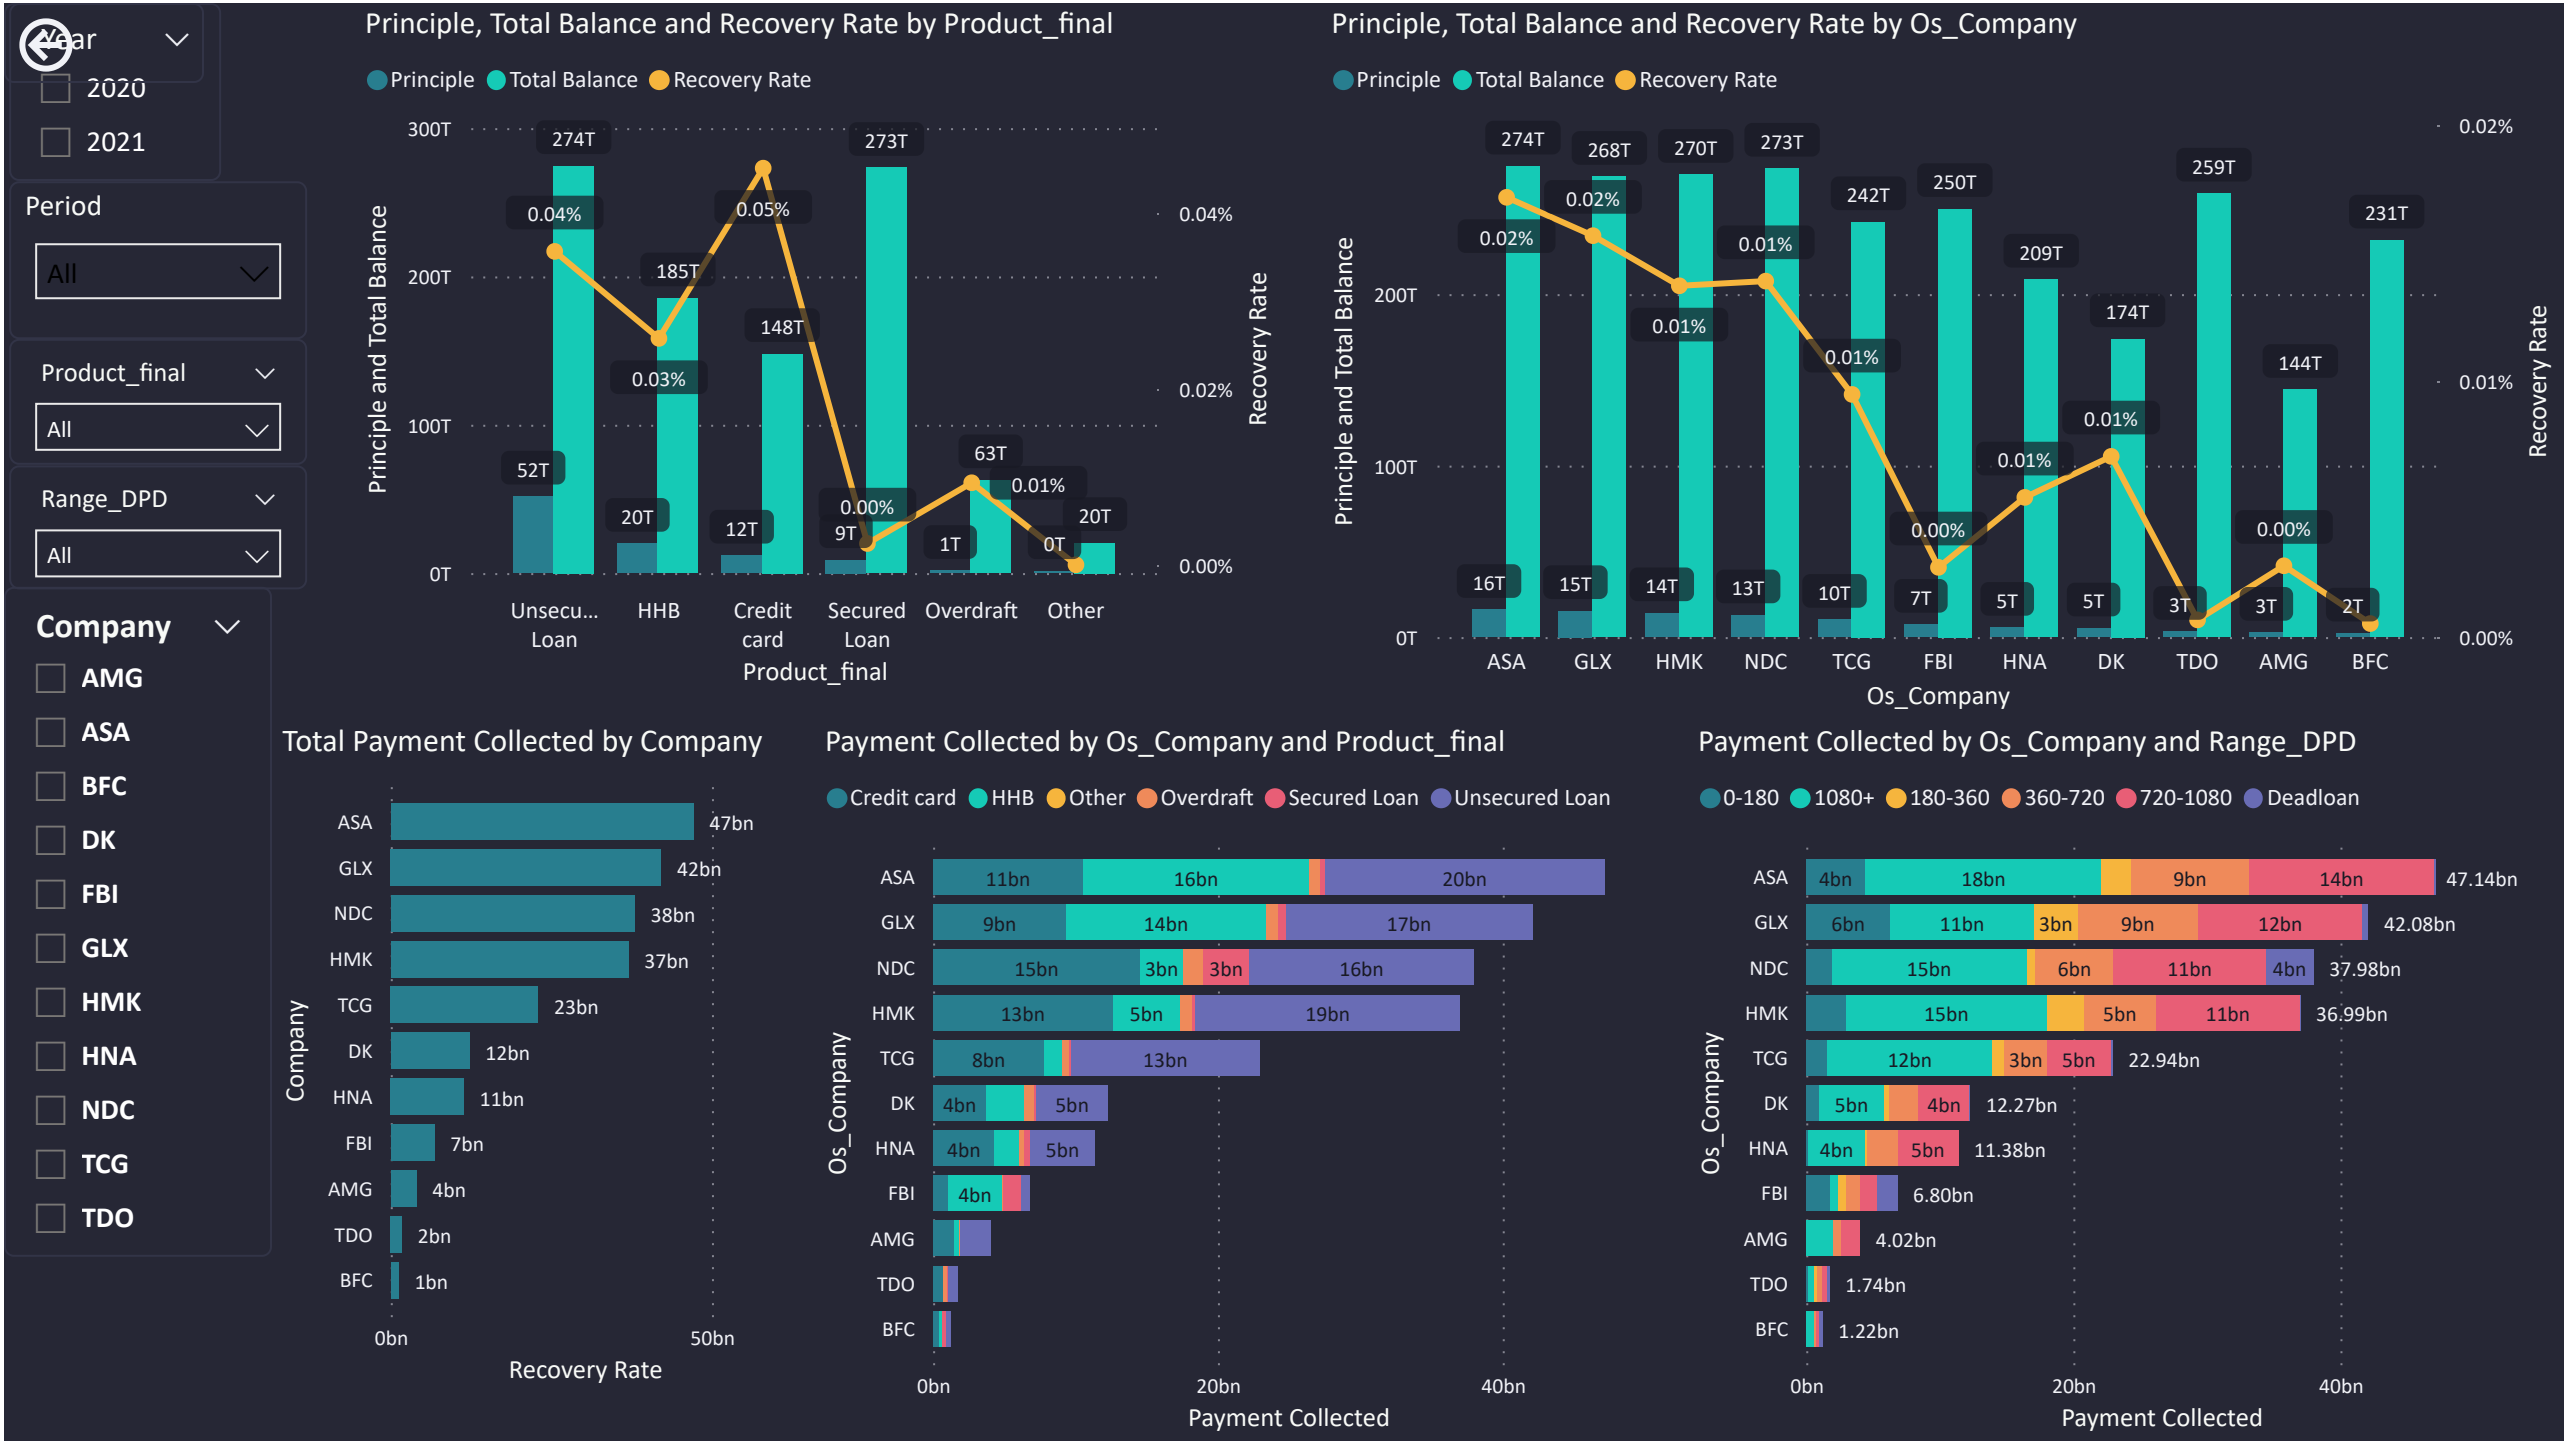 Year
2020
2021
Period
All
Product_final
All
Range_DPD
All
Company
AMG
ASA
BFC
DK
FBI
GLX
HMK
HNA
NDC
TCG
TDO
Principle, Total Balance and Recovery Rate by Product_final
Principle Total Balance Recovery Rate
Principle and Total Balance
300T
200T
100T
0T
274T
0.04%
52T
185T
0.03%
20T
0.05%
148T
12T
273T
0.00%
9T
63T
0.01%
1T
20T
0T
0.04%
0.02%
0.00%
Recovery Rate
Unsecu... Loan
HHB
Credit card
Secured Loan
Overdraft
Other
Product_final
Principle, Total Balance and Recovery Rate by Os_Company
Principle Total Balance Recovery Rate
Principle and Total Balance
200T
100T
0T
274T 268T 270T 273T 242T 250T 209T 174T 259T 144T 231T
0.02% 0.02% 0.01% 0.01% 0.01% 0.00% 0.01% 0.01% 0.00%
16T 15T 14T 13T 10T 7T 5T 5T 3T 3T 2T
0.02%
0.01%
0.00%
Recovery Rate
ASA GLX HMK NDC TCG FBI HNA DK TDO AMG BFC
Os_Company
Total Payment Collected by Company
Company
ASA 47bn
GLX 42bn
NDC 38bn
HMK 37bn
TCG 23bn
DK 12bn
HNA 11bn
FBI 7bn
AMG 4bn
TDO 2bn
BFC 1bn
0bn 50bn
Recovery Rate
Payment Collected by Os_Company and Product_final
Credit card HHB Other Overdraft Secured Loan Unsecured Loan
Os_Company
ASA 11bn 16bn 20bn
GLX 9bn 14bn 17bn
NDC 15bn 3bn 3bn 16bn
HMK 13bn 5bn 19bn
TCG 8bn 13bn
DK 4bn 5bn
HNA 4bn 5bn
FBI 4bn
AMG
TDO
BFC
0bn 20bn 40bn
Payment Collected
Payment Collected by Os_Company and Range_DPD
0-180 1080+ 180-360 360-720 720-1080 Deadloan
Os_Company
ASA 4bn 18bn 9bn 14bn 47.14bn
GLX 6bn 11bn 3bn 9bn 12bn 42.08bn
NDC 15bn 6bn 11bn 4bn 37.98bn
HMK 15bn 5bn 11bn 36.99bn
TCG 12bn 3bn 5bn 22.94bn
DK 5bn 4bn 12.27bn
HNA 4bn 5bn 11.38bn
FBI 6.80bn
AMG 4.02bn
TDO 1.74bn
BFC 1.22bn
0bn 20bn 40bn
Payment Collected